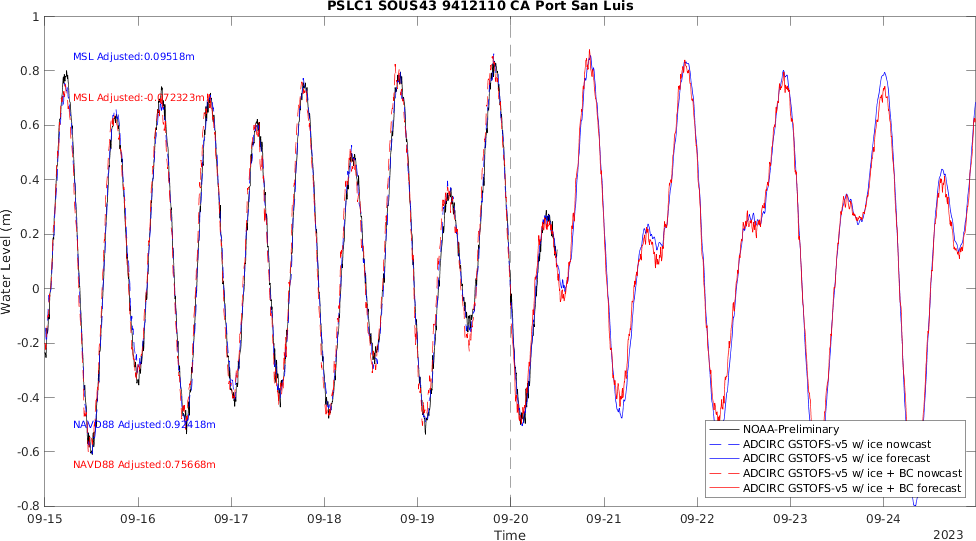 PSLC1 SOUS43 9412110 CA Port San Luis
Water Level (m)
1
0.8
0.6
0.4
0.2
0
-0.2
-0.4
-0.6
-0.8
MSL Adjusted:0.09518m
MSL Adjusted:-0.072323m
NAVD88 Adjusted:0.92418m
NAVD88 Adjusted:0.75668m
NOAA-Preliminary
ADCIRC GSTOFS-v5 w/ ice nowcast
ADCIRC GSTOFS-v5 w/ ice forecast
ADCIRC GSTOFS-v5 w/ ice + BC nowcast
ADCIRC GSTOFS-v5 w/ ice + BC forecast
09-15 09-16 09-17 09-18 09-19 09-20 09-21 09-22 09-23 09-24
Time
2023